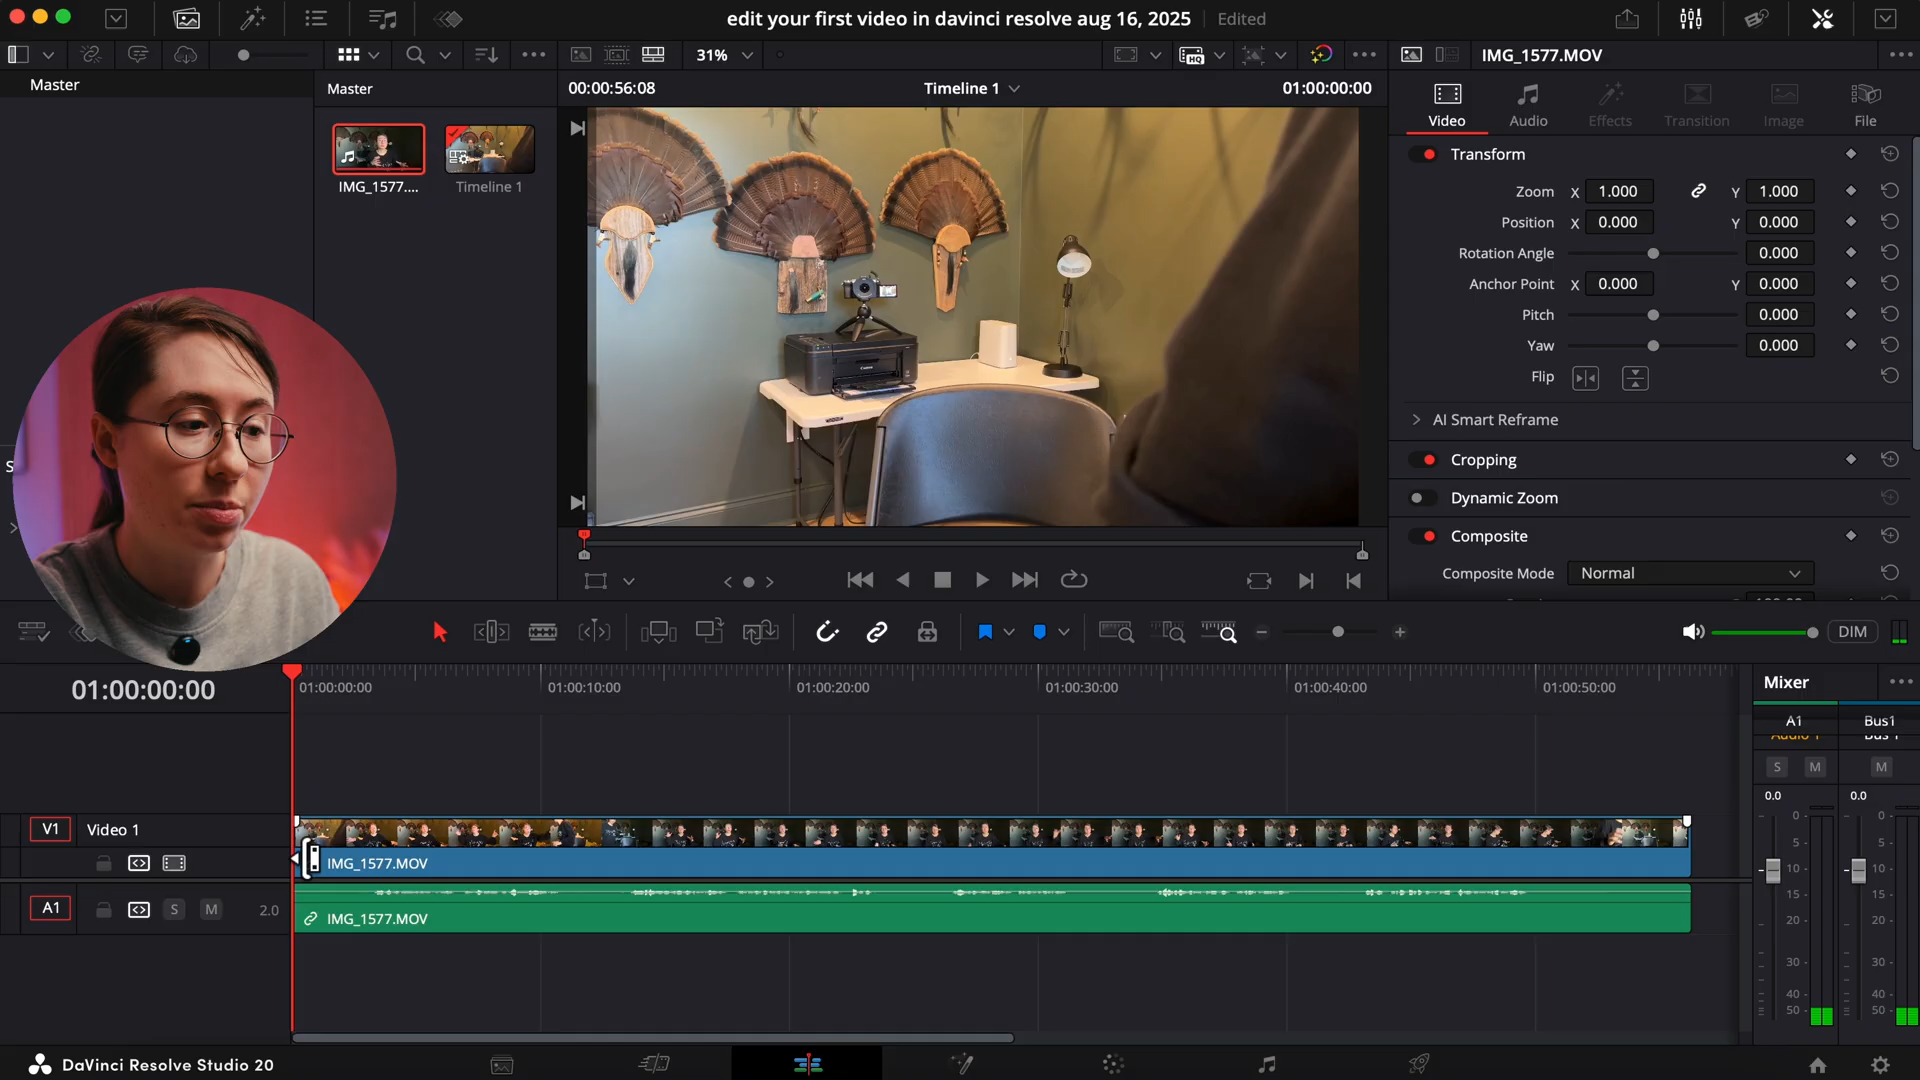 edit your first video in davinci resolve aug 16, 2025 Edited
31%
HQ
IMG_1577.MOV
Master
Master
00:00:56:08
Timeline 1
01:00:00:00
IMG_1577....
Timeline 1
Video
Audio
Effects
Transition
Image
File
Transform
Zoom X 1.000 Y 1.000
Position X 0.000 Y 0.000
Rotation Angle 0.000
Anchor Point X 0.000 Y 0.000
Pitch 0.000
Yaw 0.000
Flip
AI Smart Reframe
Cropping
Dynamic Zoom
Composite
Composite Mode Normal
DIM
01:00:00:00
01:00:00:00
01:00:10:00
01:00:20:00
01:00:30:00
01:00:40:00
01:00:50:00
Mixer
A1
Bus1
S
M
M
0.0
0.0
V1
Video 1
IMG_1577.MOV
A1
S
M
2.0
IMG_1577.MOV
0
5
10
15
20
30
40
50
0
5
10
15
20
30
40
50
DaVinci Resolve Studio 20